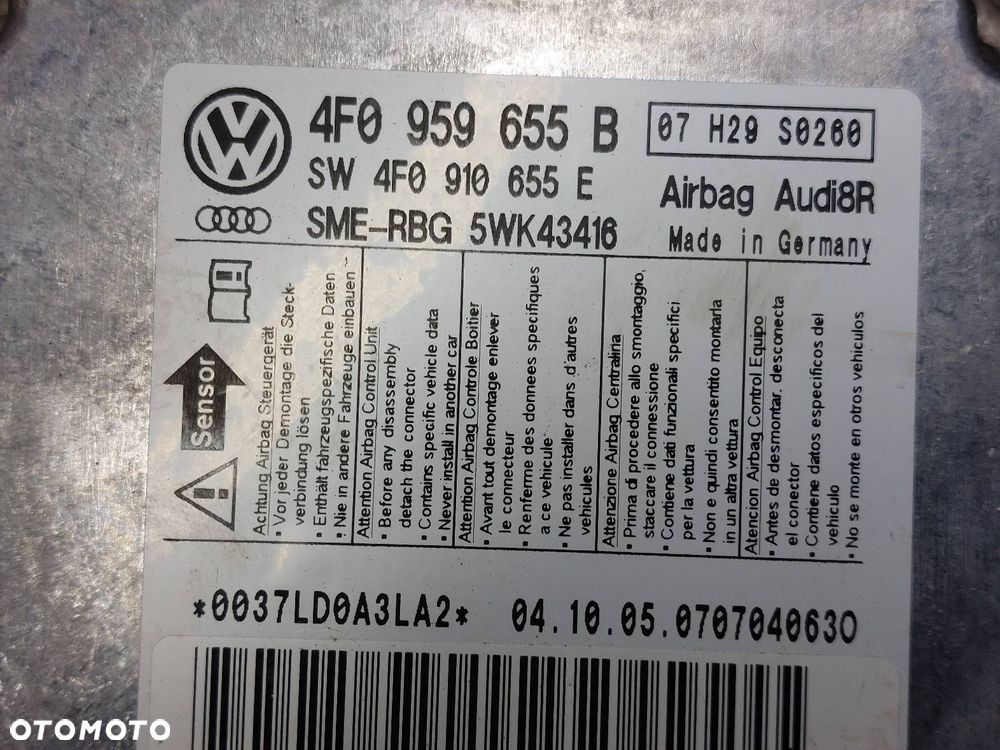 4F0 959 655 B
07 H29 S0260
SW 4F0 910 655 E
Airbag Audi8R
SME-RBG 5WK43416
Made in Germany
Sensor
Achtung Airbag Steuergerät
• Vor jeder Demontage die Steck-
verbindung lösen
• Enthält fahrzeugspezifische Daten
• Nie in andere Fahrzeuge einbauen -
Attention Airbag Control Unit
• Before any disassembly
detach the connector
• Contains specific vehicle data
• Never install in another car
Attention Airbag Controle Boitier
• Avant tout demontage enlever
le connecteur
• Renferme des donnees specifiques
a ce vehicule
• Ne pas installer dans d'autres
vehicules
Attenzione Airbag Centralina
• Prima di procedere allo smontaggio,
staccare il connessione
• Contiene dati funzionali specifici
per la vettura
• Non e quindi consentito montarla
in un altra vettura
Atencion Airbag Control Equipo
• Antes de desmontar, desconecta
el conector
• Contiene datos especificos del
vehiculo
• No se monte en otros vehiculos
*0037LD0A3LA2*
04.10.05.0707040630
OTOMOTO